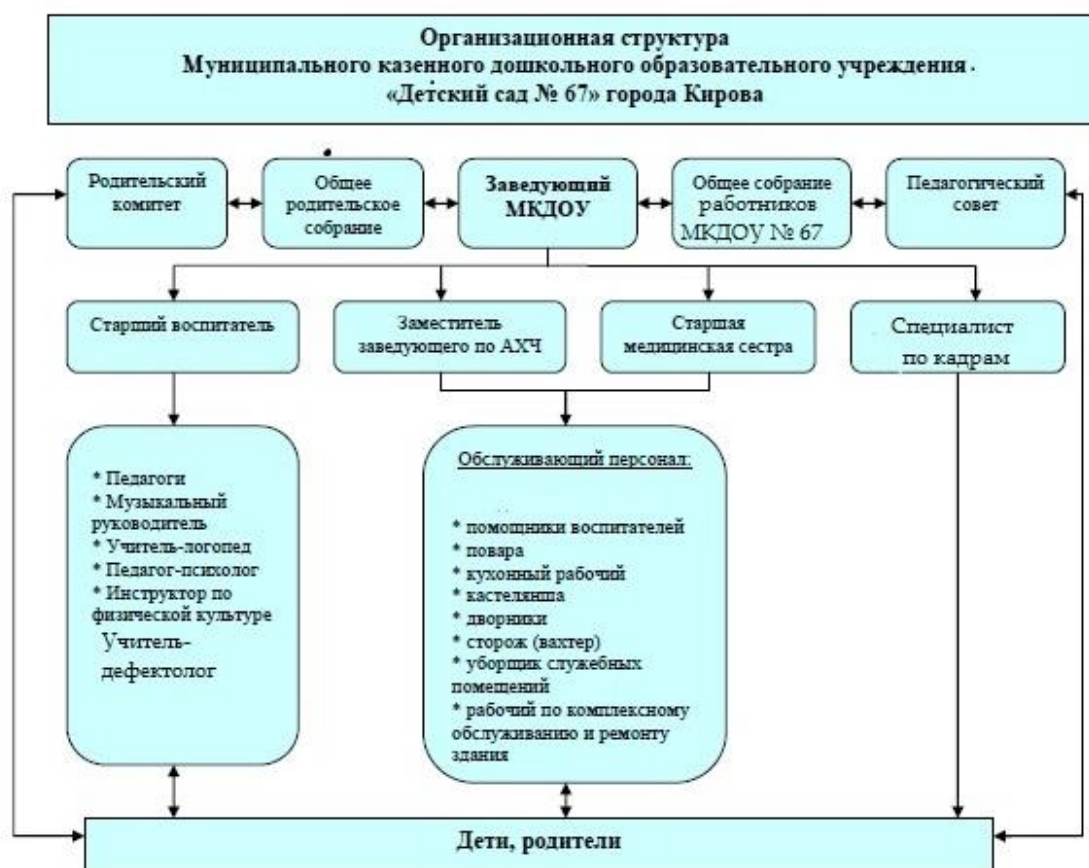 Организационная структура
Муниципального казенного дошкольного образовательного учреждения.
«Детский сад № 67» города Кирова
Родительский
комитет
Общее
родительское
собрание
Заведующий
МКДОУ
Общее собрание
работников
МКДОУ № 67
Педагогический
совет
Старший воспитатель
Заместитель
заведующего по АХЧ
Старшая
медицинская сестра
Специалист
по кадрам
* Педагоги
* Музыкальный
руководитель
* Учитель-логопед
* Педагог-психолог
* Инструктор по
физической культуре
Учитель-
дефектолог
Обслуживающий персонал:
* помощники воспитателей
* повара
* кухонный рабочий
* кастелянша
* дворники
* сторож (вахтер)
* уборщик служебных
помещений
* рабочий по комплексному
обслуживанию и ремонту
здания
Дети, родители